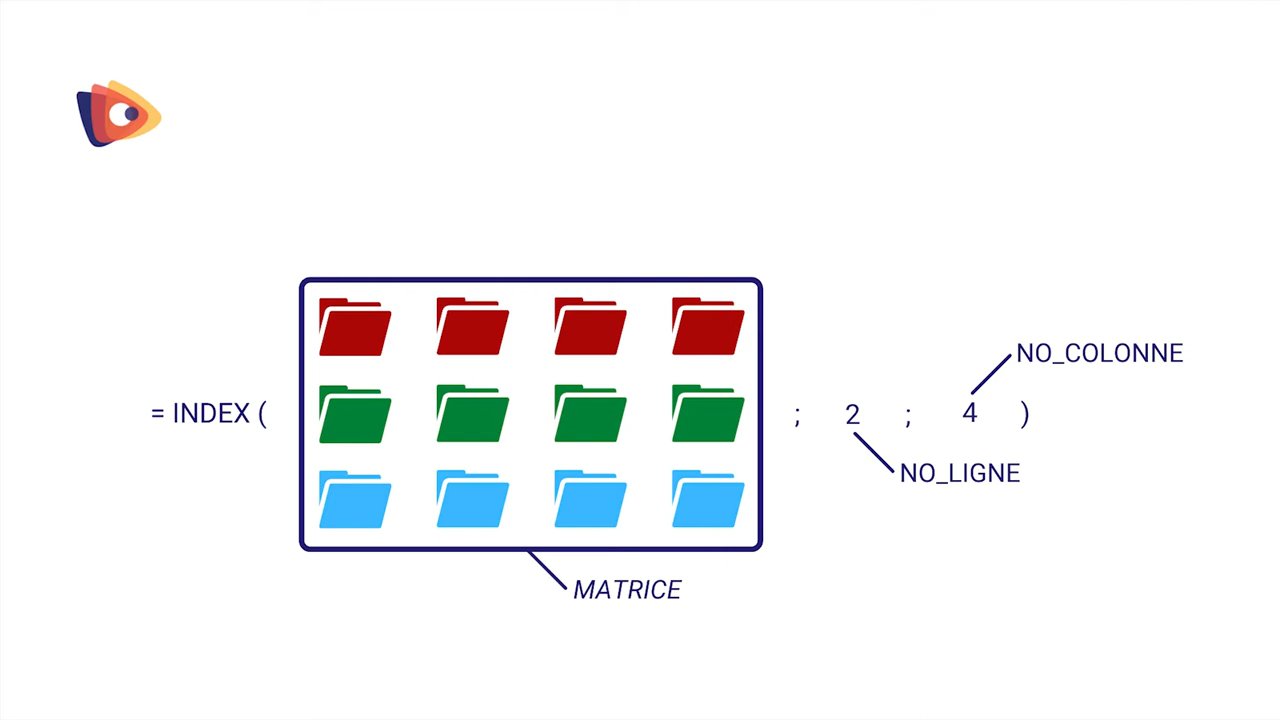 NO_COLONNE
= INDEX ( ; 2 ; 4 )
NO_LIGNE
MATRICE